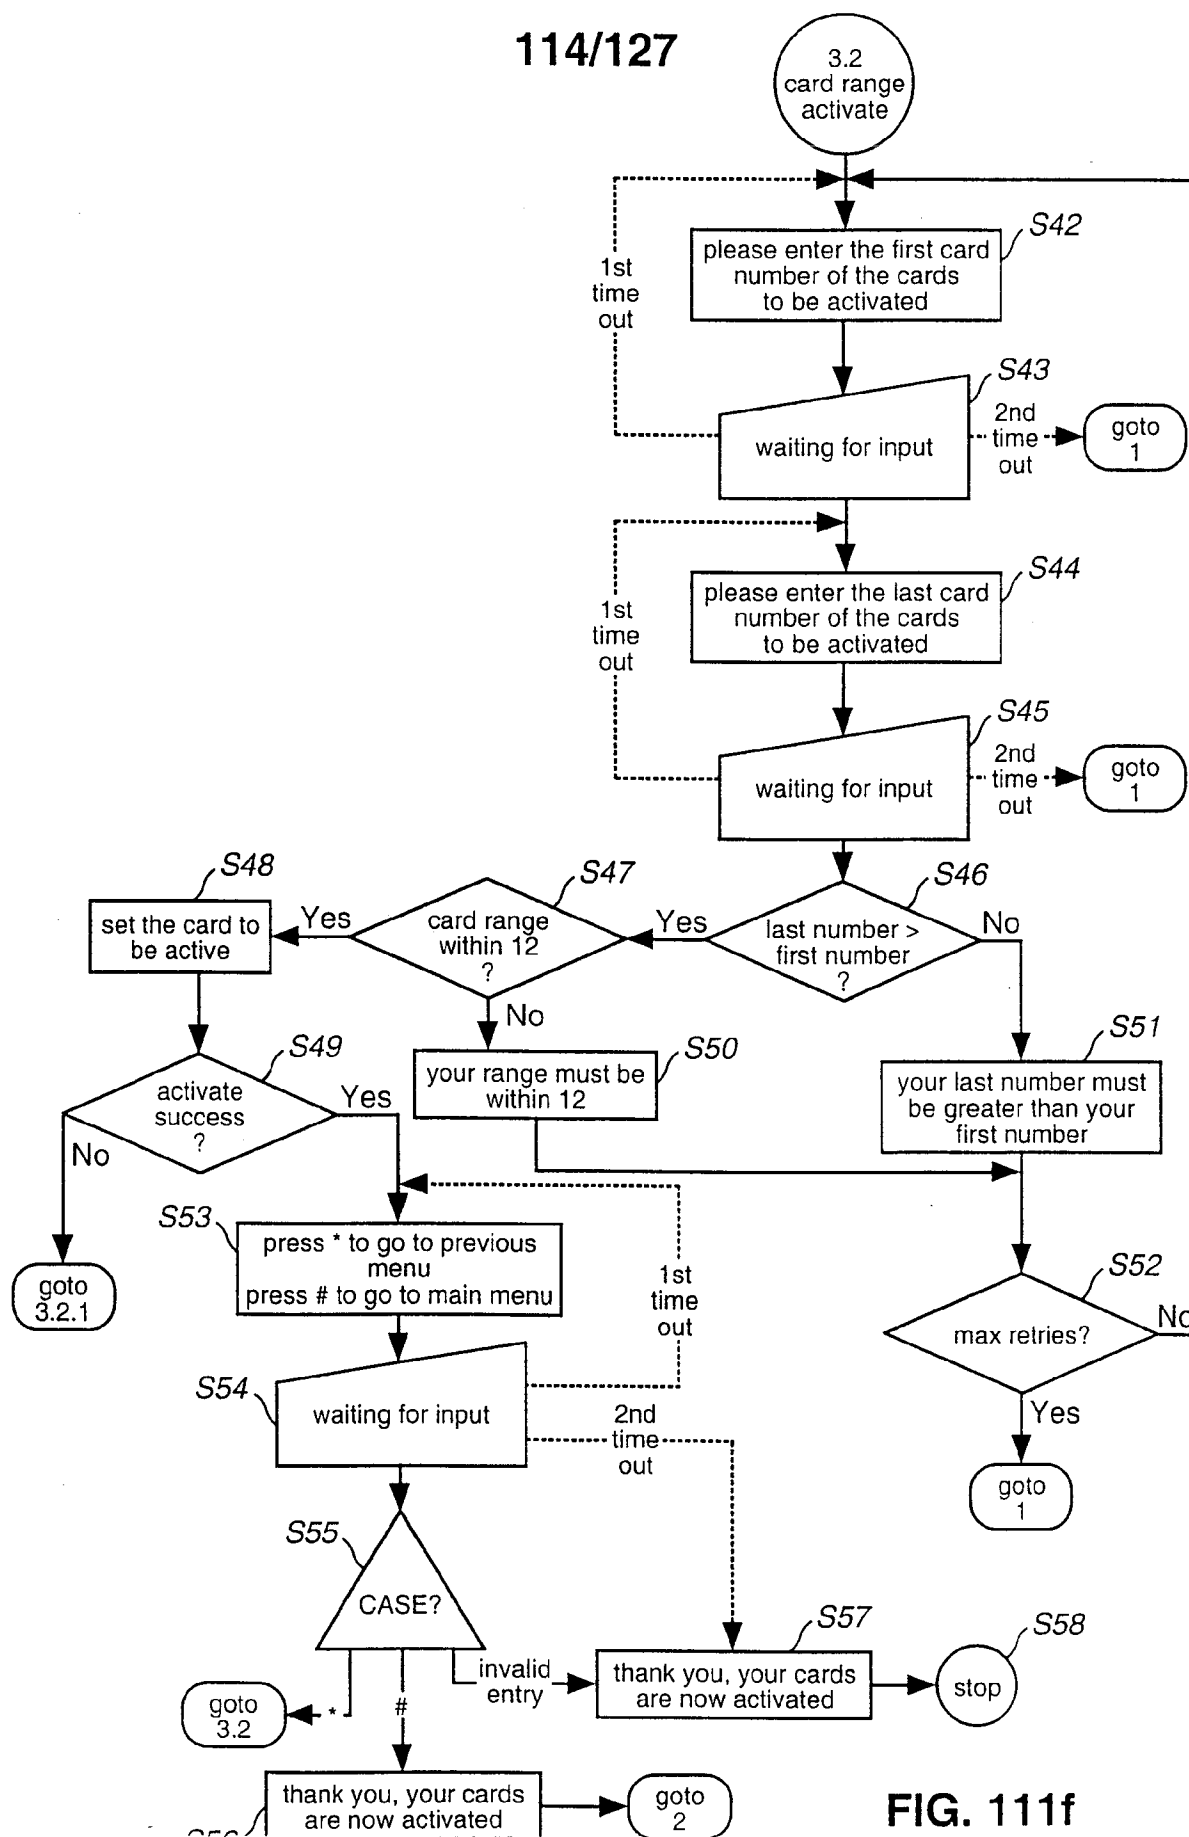 114/127
3.2
card range
activate
S42
please enter the first card
number of the cards
to be activated
1st
time
out
S43
waiting for input
2nd
time
out
goto
1
S44
please enter the last card
number of the cards
to be activated
1st
time
out
S45
waiting for input
2nd
time
out
goto
1
S46
last number >
first number
?
Yes
No
S47
card range
within 12
?
Yes
No
S48
set the card to
be active
S49
activate
success
?
Yes
No
goto
3.2.1
S50
your range must be
within 12
S51
your last number must
be greater than your
first number
S52
max retries?
No
Yes
goto
1
S53
press * to go to previous
menu
press # to go to main menu
1st
time
out
S54
waiting for input
2nd
time
out
S55
CASE?
*
#
invalid
entry
goto
3.2
S57
thank you, your cards
are now activated
S58
stop
thank you, your cards
are now activated
goto
2
FIG. 111f